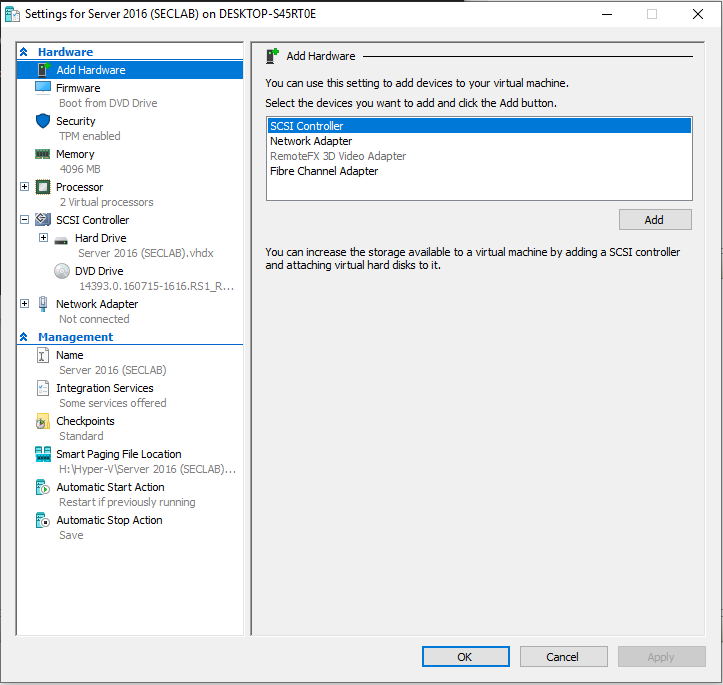 Settings for Server 2016 (SECLAB) on DESKTOP-S45RT0E
Hardware
Add Hardware
Firmware
Boot from DVD Drive
Security
TPM enabled
Memory
4096 MB
Processor
2 Virtual processors
SCSI Controller
Hard Drive
Server 2016 (SECLAB).vhdx
DVD Drive
14393.0.160715-1616.RS1_R...
Network Adapter
Not connected
Management
Name
Server 2016 (SECLAB)
Integration Services
Some services offered
Checkpoints
Standard
Smart Paging File Location
H:\Hyper-V\Server 2016 (SECLAB)...
Automatic Start Action
Restart if previously running
Automatic Stop Action
Save
Add Hardware
You can use this setting to add devices to your virtual machine.
Select the devices you want to add and click the Add button.
SCSI Controller
Network Adapter
RemoteFX 3D Video Adapter
Fibre Channel Adapter
Add
You can increase the storage available to a virtual machine by adding a SCSI controller
and attaching virtual hard disks to it.
OK
Cancel
Apply